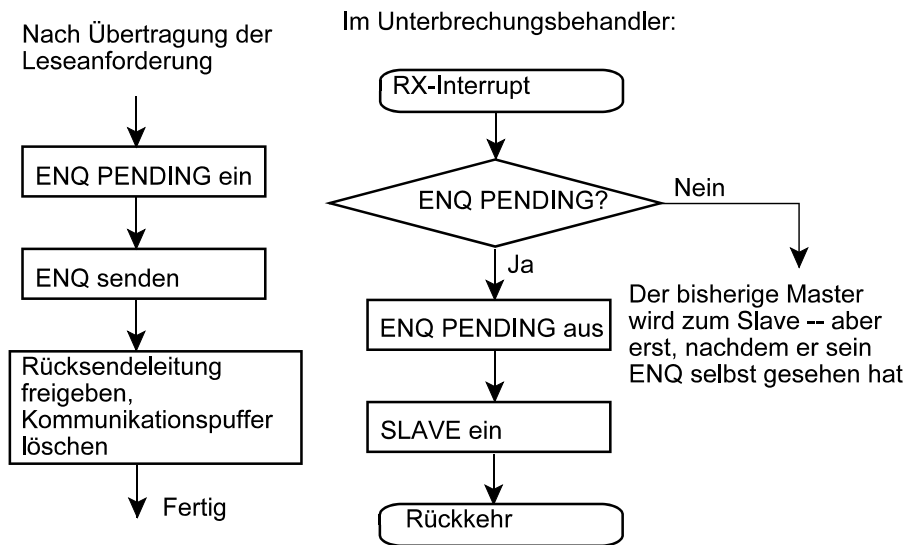 Nach Übertragung der
Leseanforderung
ENQ PENDING ein
ENQ senden
Rücksendeleitung
freigeben,
Kommunikationspuffer
löschen
Fertig
Im Unterbrechungsbehandler:
RX-Interrupt
ENQ PENDING?
Nein
Ja
Der bisherige Master
wird zum Slave -- aber
erst, nachdem er sein
ENQ selbst gesehen hat
ENQ PENDING aus
SLAVE ein
Rückkehr